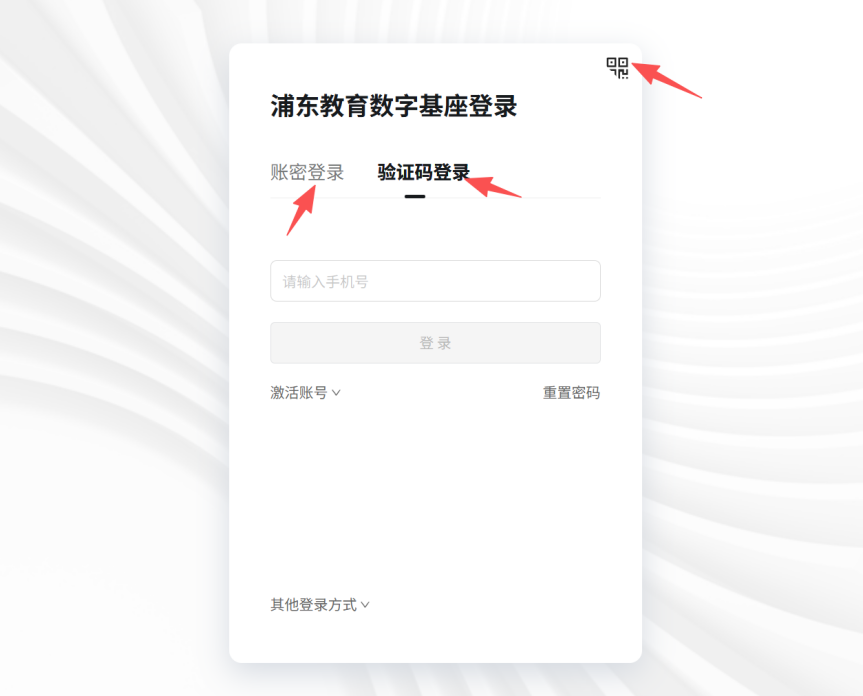 浦东教育数字基座登录
账密登录 验证码登录
请输入手机号
登 录
激活账号 重置密码
其他登录方式